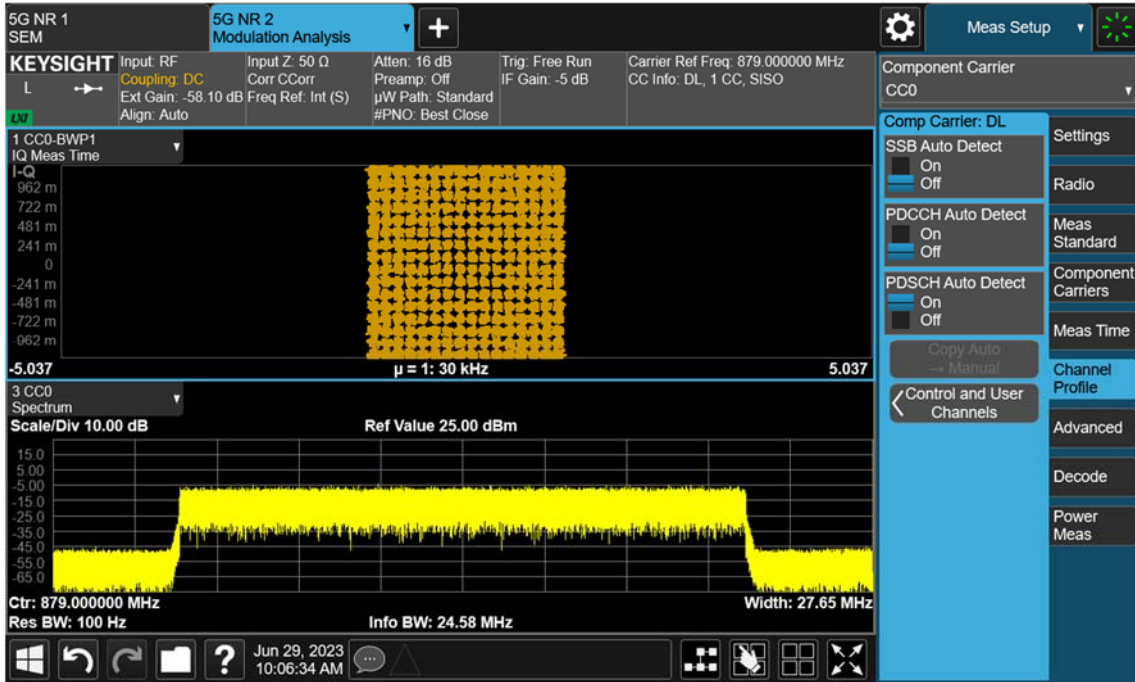 5G NR 1
SEM
5G NR 2
Modulation Analysis
Meas Setup
KEYSIGHT
L
LXI
Input: RF
Coupling: DC
Ext Gain: -58.10 dB
Align: Auto
Input Z: 50 Ω
Corr CCorr
Freq Ref: Int (S)
Atten: 16 dB
Preamp: Off
µW Path: Standard
#PNO: Best Close
Trig: Free Run
IF Gain: -5 dB
Carrier Ref Freq: 879.000000 MHz
CC Info: DL, 1 CC, SISO
1 CC0-BWP1
IQ Meas Time
I-Q
962 m
722 m
481 m
241 m
0
-241 m
-481 m
-722 m
-962 m
-5.037
µ = 1: 30 kHz
5.037
3 CC0
Spectrum
Scale/Div 10.00 dB
Ref Value 25.00 dBm
15.0
5.00
-5.00
-15.0
-25.0
-35.0
-45.0
-55.0
-65.0
Ctr: 879.000000 MHz
Width: 27.65 MHz
Res BW: 100 Hz
Info BW: 24.58 MHz
?
Jun 29, 2023
10:06:34 AM
Component Carrier
CC0
Comp Carrier: DL
SSB Auto Detect
On
Off
PDCCH Auto Detect
On
Off
PDSCH Auto Detect
On
Off
Copy Auto
→ Manual
Control and User
Channels
Settings
Radio
Meas
Standard
Component
Carriers
Meas Time
Channel
Profile
Advanced
Decode
Power
Meas